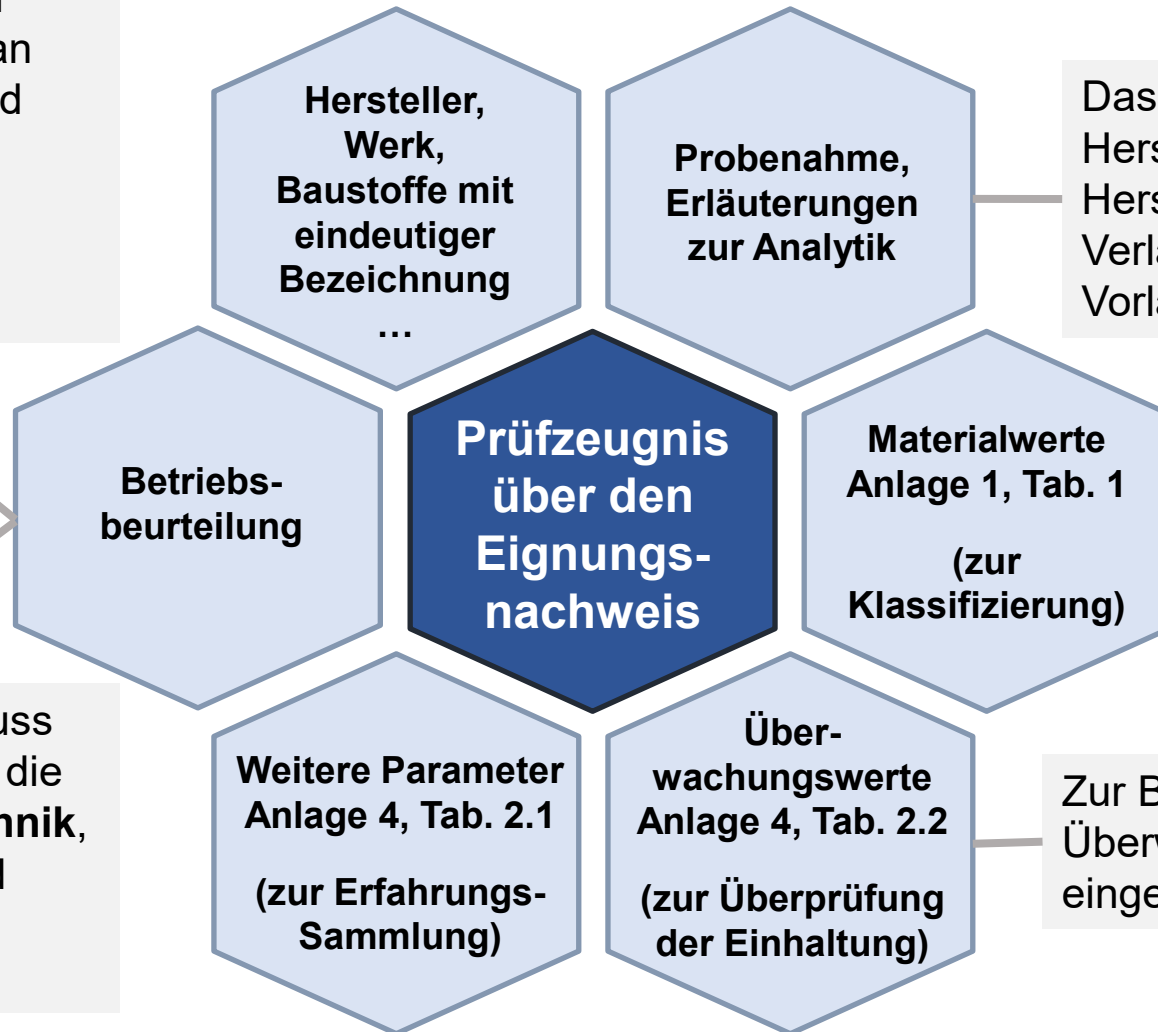 an
Hersteller,
Werk,
Baustoffe mit
eindeutiger
Bezeichnung
…
Probenahme,
Erläuterungen
zur Analytik
Das
Betriebs-
beurteilung
Prüfzeugnis
über den
Eignungs-
nachweis
Materialwerte
Anlage 1, Tab. 1
(zur
Klassifizierung)
die
Weitere Parameter
Anlage 4, Tab. 2.1
(zur Erfahrungs-
Sammlung)
Über-
wachungswerte
Anlage 4, Tab. 2.2
(zur Überprüfung
der Einhaltung)
Zur